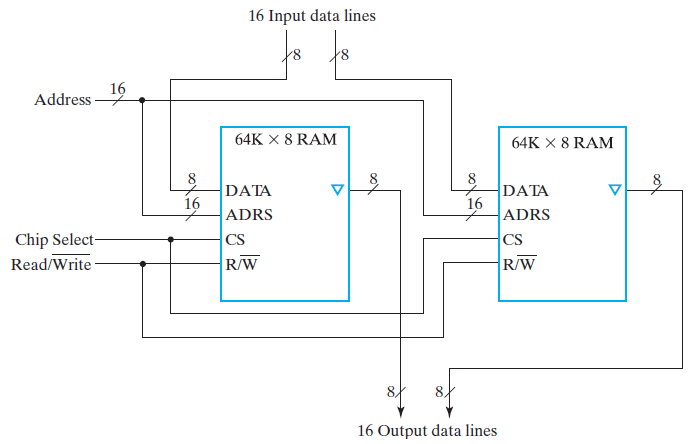 16 Input data lines
8 8
16
Address
64K × 8 RAM 64K × 8 RAM
8 8 8 8
DATA DATA
16 16
ADRS ADRS
Chip Select CS CS
Read/W̅r̅i̅t̅e̅ R/W̅ R/W̅
8 8
16 Output data lines